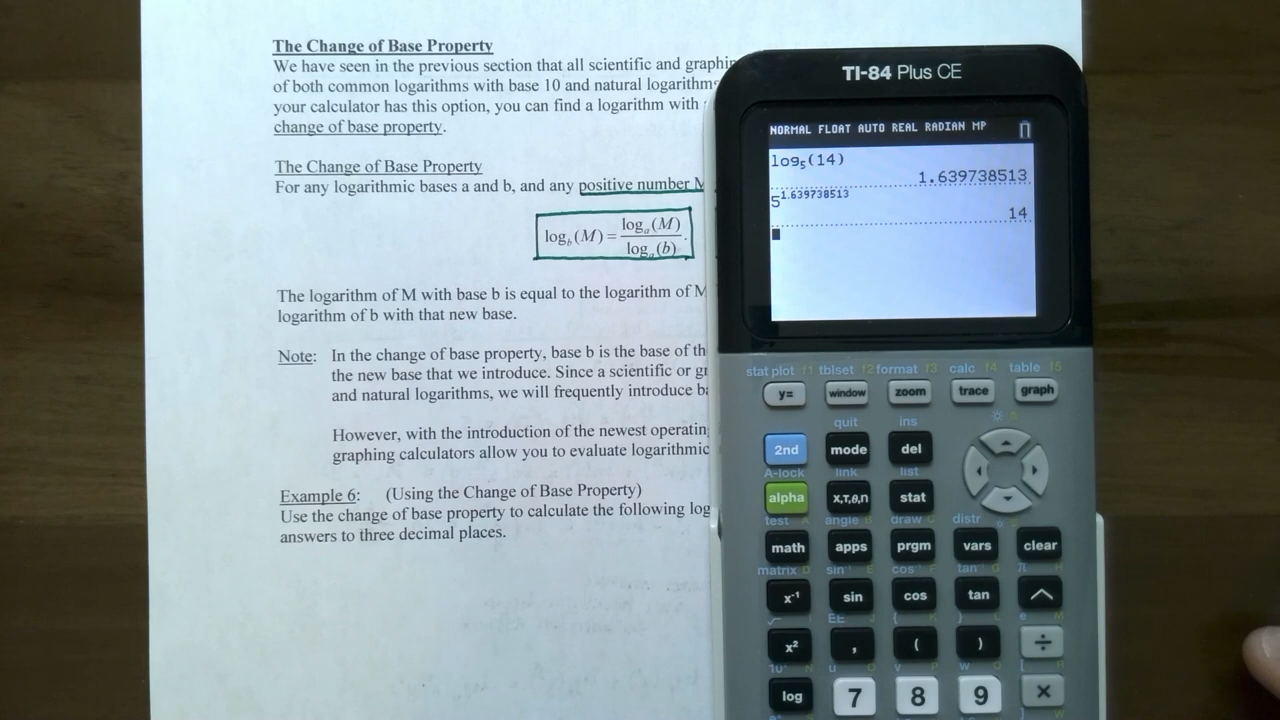 The Change of Base Property
We have seen in the previous section that all scientific and graphin
of both common logarithms with base 10 and natural logarithms
your calculator has this option, you can find a logarithm with
change of base property.
The Change of Base Property
For any logarithmic bases a and b, and any positive number M
log_b(M) = log_a(M) / log_a(b).
The logarithm of M with base b is equal to the logarithm of M
logarithm of b with that new base.
Note: In the change of base property, base b is the base of th
the new base that we introduce. Since a scientific or gr
and natural logarithms, we will frequently introduce ba
However, with the introduction of the newest operatin
graphing calculators allow you to evaluate logarithmic
Example 6: (Using the Change of Base Property)
Use the change of base property to calculate the following log
answers to three decimal places.
TI-84 Plus CE
NORMAL FLOAT AUTO REAL RADIAN MP
log₅(14)
1.639738513
5^1.639738513
14
stat plot f1 tblset f2 format f3 calc f4 table f5
y= window zoom trace graph
quit ins
2nd mode del
A-lock link list
alpha x,T,θ,n stat
test A angle B draw C distr
math apps prgm vars clear
matrix D sin⁻¹ E cos⁻¹ F tan⁻¹ G π H
x⁻¹ sin cos tan ^
√ EE J { K } L e M
x² , ( ) ÷
10ˣ N u O v P w Q [ R
log 7 8 9 ×